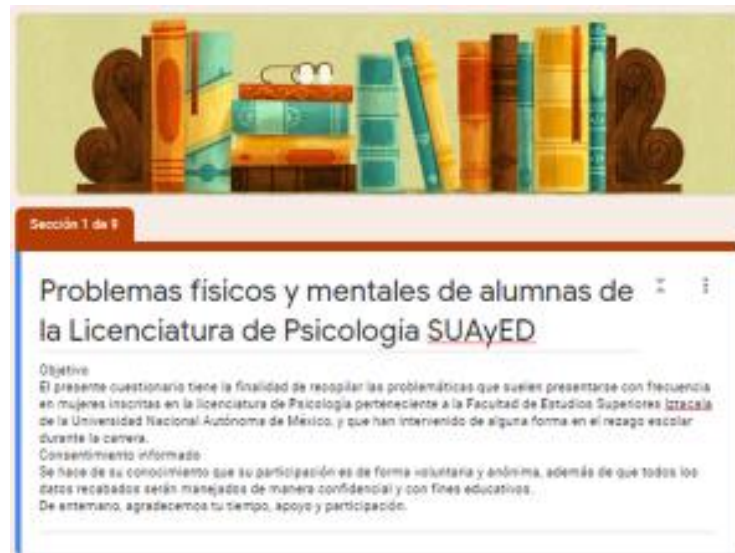 Sección 1 de 9
Problemas físicos y mentales de alumnas de
la Licenciatura de Psicología SUAyED
Objetivo
El presente cuestionario tiene la finalidad de recopilar las problemáticas que suelen presentarse con frecuencia
en mujeres inscritas en la licenciatura de Psicología perteneciente a la Facultad de Estudios Superiores Iztacala
de la Universidad Nacional Autónoma de México, y que han intervenido de alguna forma en el rezago escolar
durante la carrera.
Consentimiento informado
Se hace de su conocimiento que su participación es de forma voluntaria y anónima, además de que todos los
datos recabados serán manejados de manera confidencial y con fines educativos.
De antemano, agradecemos tu tiempo, apoyo y participación.